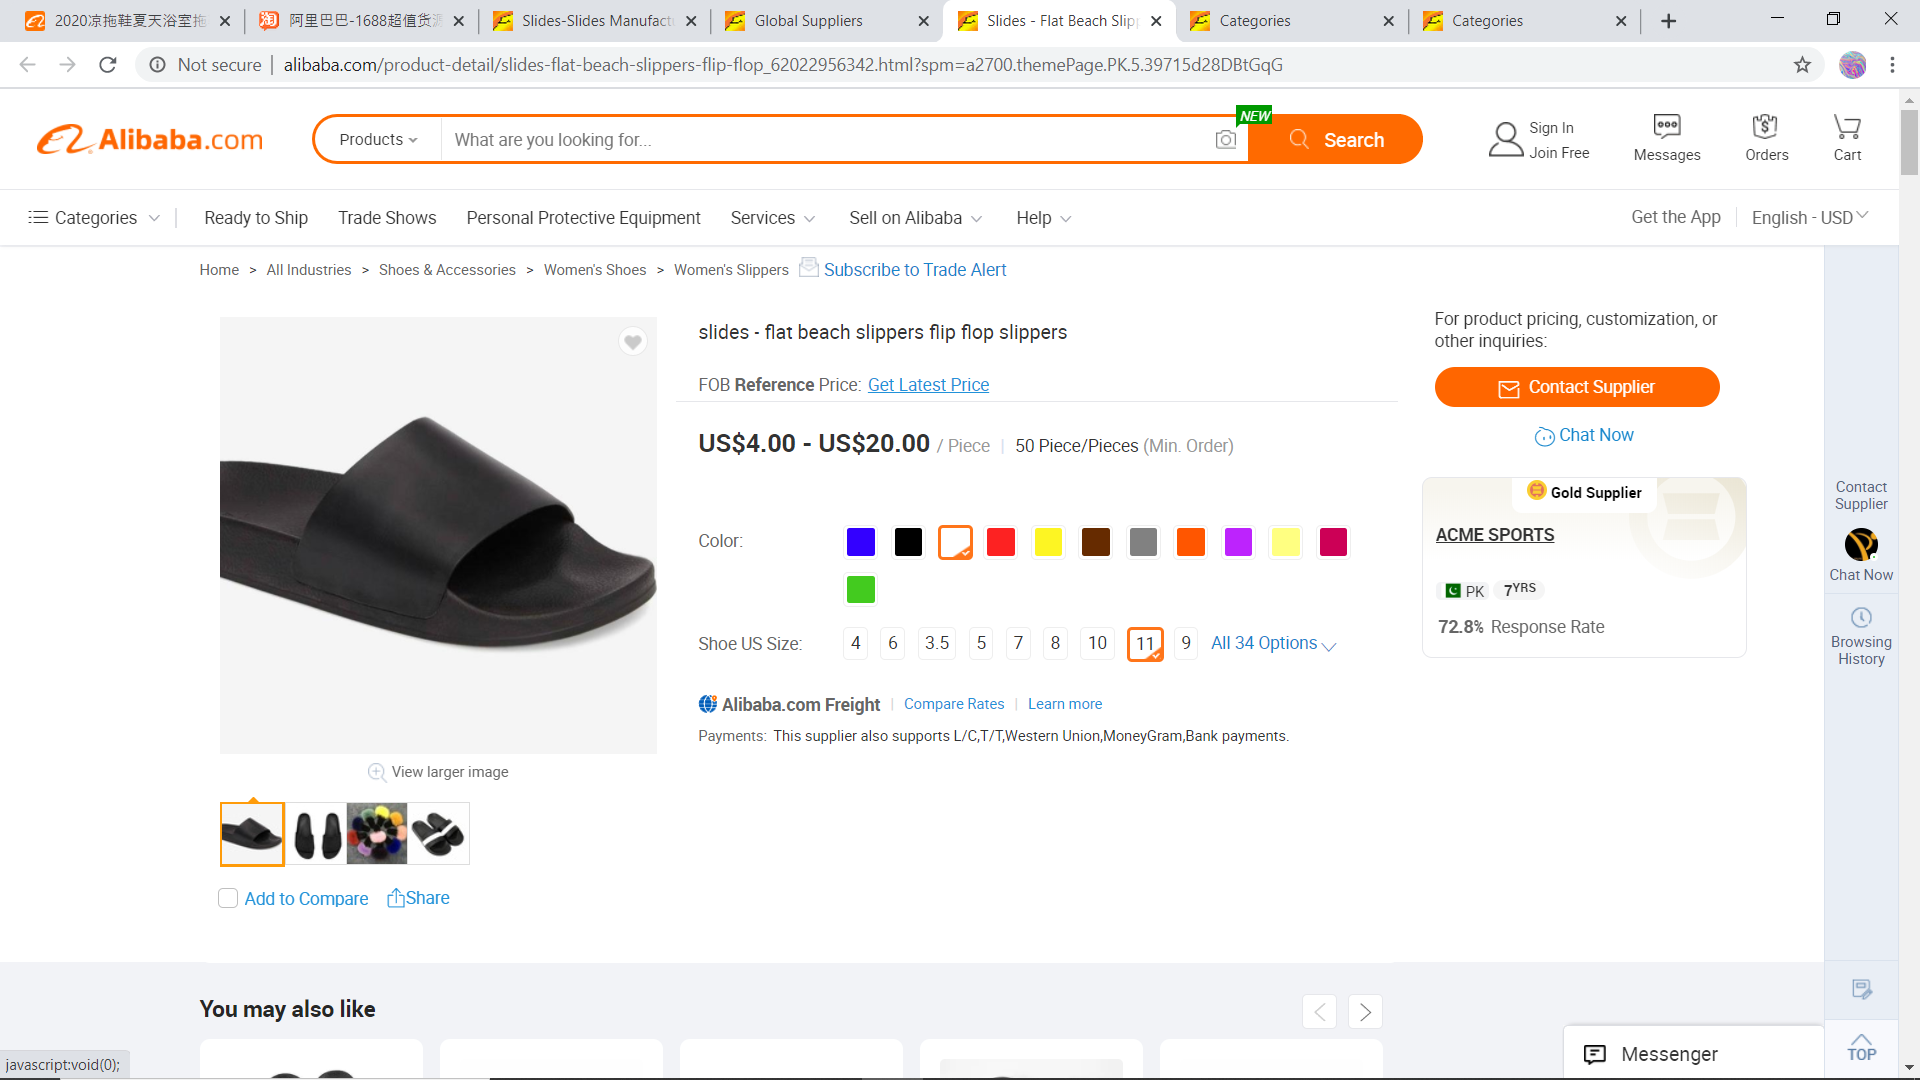 2020凉拖鞋夏天浴室拖
阿里巴巴-1688超值货源
Slides-Slides Manufactu
Global Suppliers
Slides - Flat Beach Slipp
Categories
Categories
Not secure
alibaba.com/product-detail/slides-flat-beach-slippers-flip-flop_62022956342.html?spm=a2700.themePage.PK.5.39715d28DBtGqG
Alibaba.com
Products
What are you looking for...
NEW
Search
Sign In
Join Free
Messages
Orders
Cart
Categories
Ready to Ship
Trade Shows
Personal Protective Equipment
Services
Sell on Alibaba
Help
Get the App
English - USD
Home > All Industries > Shoes & Accessories > Women's Shoes > Women's Slippers
Subscribe to Trade Alert
slides - flat beach slippers flip flop slippers
FOB Reference Price: Get Latest Price
US$4.00 - US$20.00 / Piece | 50 Piece/Pieces (Min. Order)
Color:
Shoe US Size:
4 6 3.5 5 7 8 10 11 9 All 34 Options
Alibaba.com Freight | Compare Rates | Learn more
Payments: This supplier also supports L/C,T/T,Western Union,MoneyGram,Bank payments.
View larger image
Add to Compare
Share
For product pricing, customization, or
other inquiries:
Contact Supplier
Chat Now
Gold Supplier
ACME SPORTS
PK 7YRS
72.8% Response Rate
Contact
Supplier
Chat Now
Browsing
History
You may also like
Messenger
TOP
javascript:void(0);